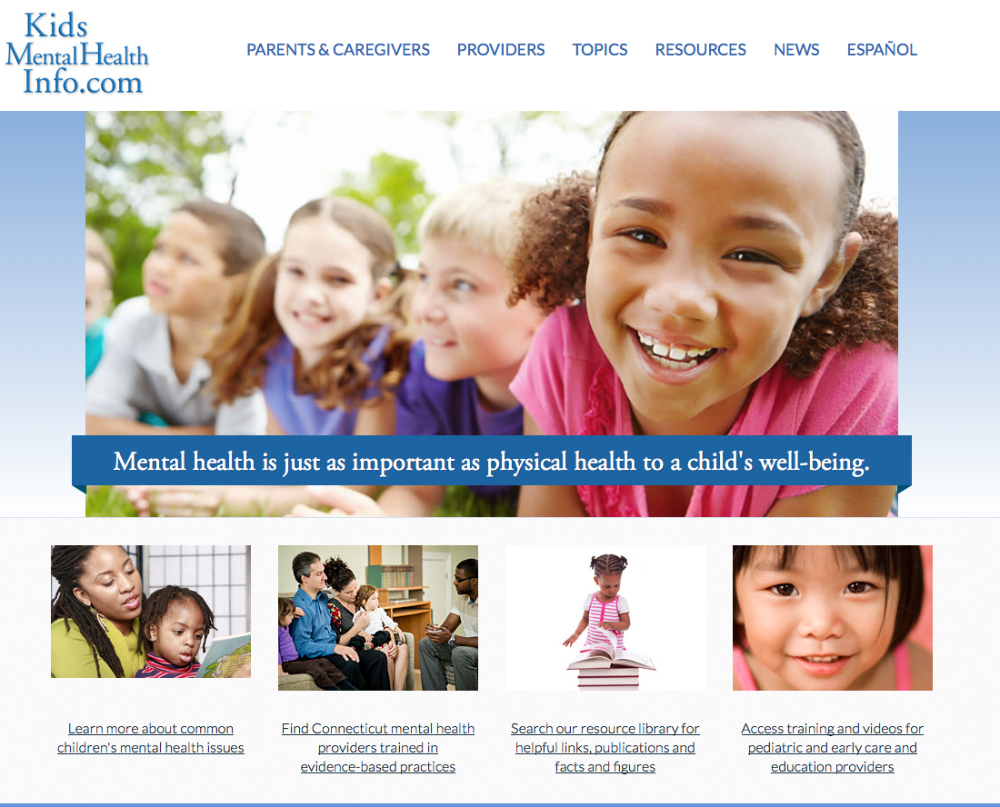 Kids
MentalHealth
Info.com
PARENTS & CAREGIVERS PROVIDERS TOPICS RESOURCES NEWS ESPAÑOL
Mental health is just as important as physical health to a child's well-being.
Learn more about common
children's mental health issues
Find Connecticut mental health
providers trained in
evidence-based practices
Search our resource library for
helpful links, publications and
facts and figures
Access training and videos for
pediatric and early care and
education providers